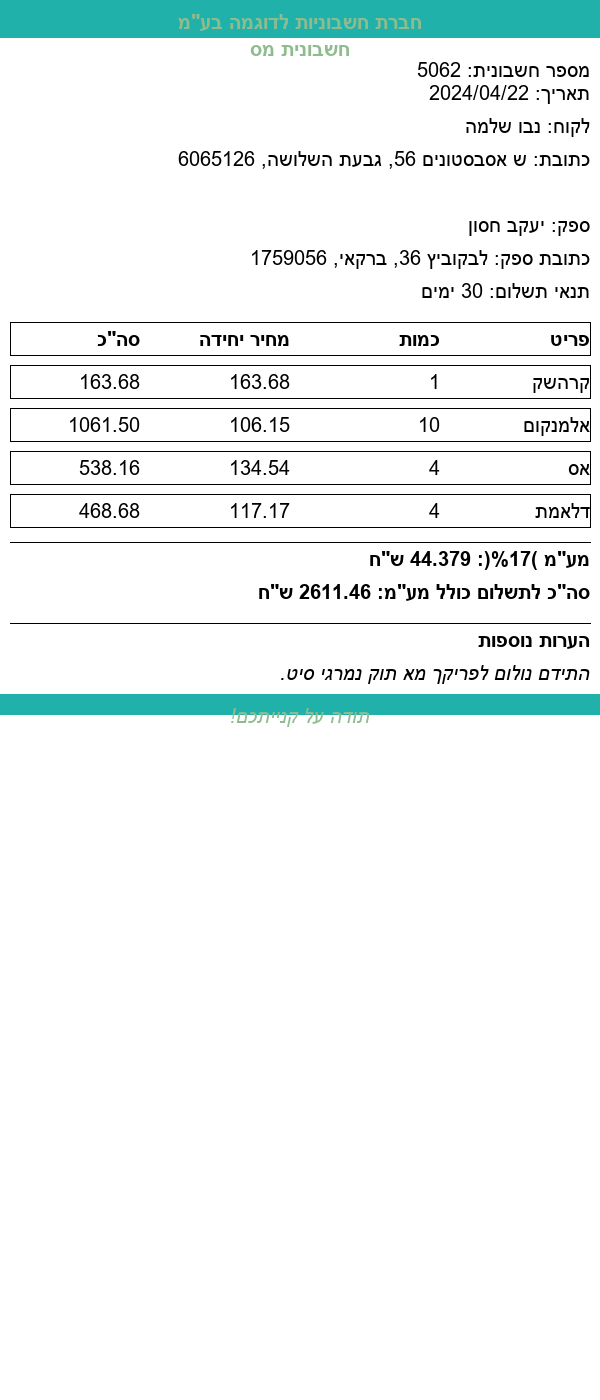 חברת חשבוניות לדוגמה בע"מ
חשבונית מס
מספר חשבונית: 5062
תאריך: 2024/04/22
לקוח: נבו שלמה
כתובת: ש אסבסטונים 56, גבעת השלושה, 6065126
ספק: יעקב חסון
כתובת ספק: לבקוביץ 36, ברקאי, 1759056
תנאי תשלום: 30 ימים
פריט כמות מחיר יחידה סה"כ
קרהשק 1 163.68 163.68
אלמנקום 10 106.15 1061.50
אס 4 134.54 538.16
דלאמת 4 117.17 468.68
מע"מ )17%(: 44.379 ש"ח
סה"כ לתשלום כולל מע"מ: 2611.46 ש"ח
הערות נוספות
התידם נולום לפריקך מא תוק נמרגי סיט.
תודה על קנייתכם!